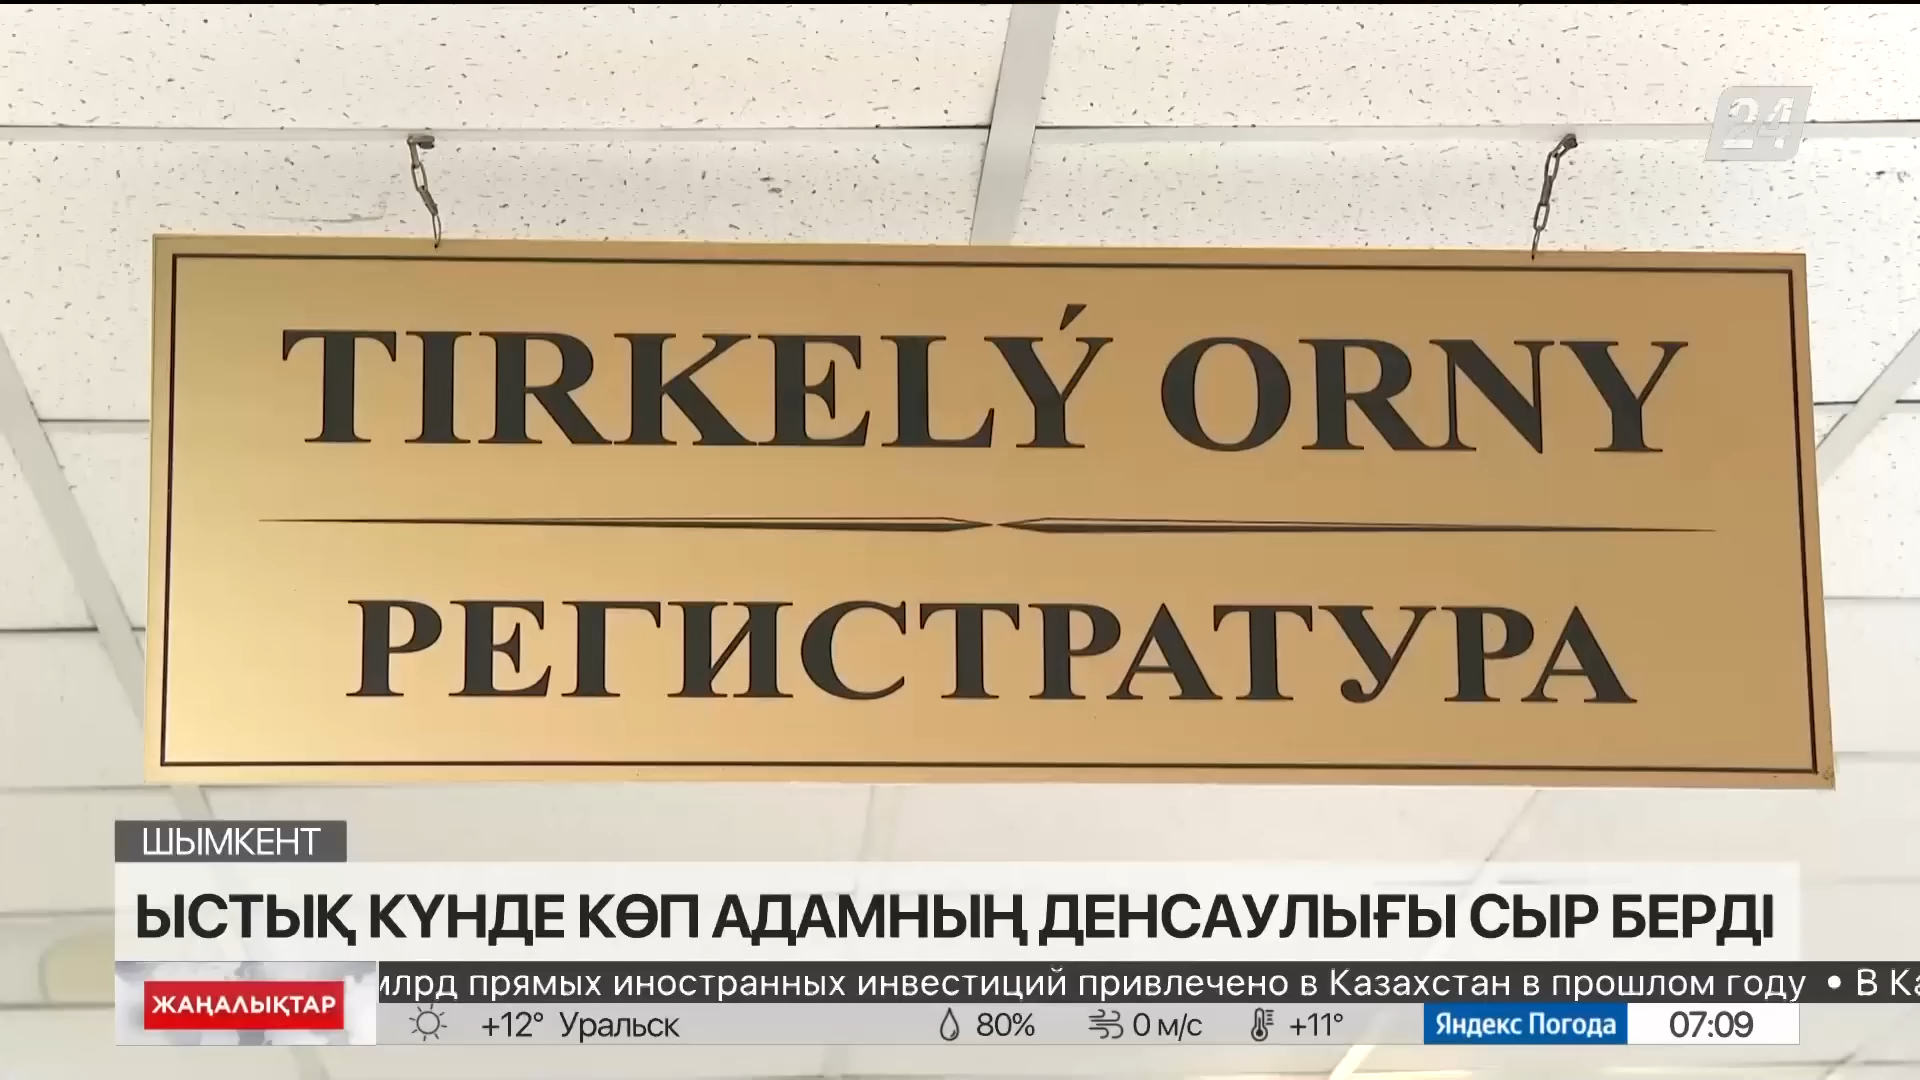 24
TIRKELÝ ORNY
РЕГИСТРАТУРА
ШЫМКЕНТ
ЫСТЫҚ КҮНДЕ КӨП АДАМНЫҢ ДЕНСАУЛЫҒЫ СЫР БЕРДІ
млрд прямых иностранных инвестиций привлечено в Казахстан в прошлом году • В
ЖАҢАЛЫҚТАР
+12° Уральск 80% 0 м/с +11° Яндекс Погода 07:09